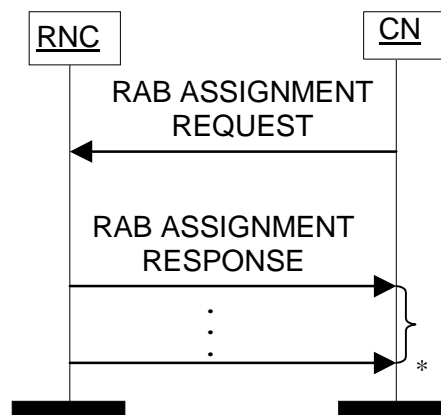 RNC
CN
RAB ASSIGNMENT
REQUEST
RAB ASSIGNMENT
RESPONSE
*